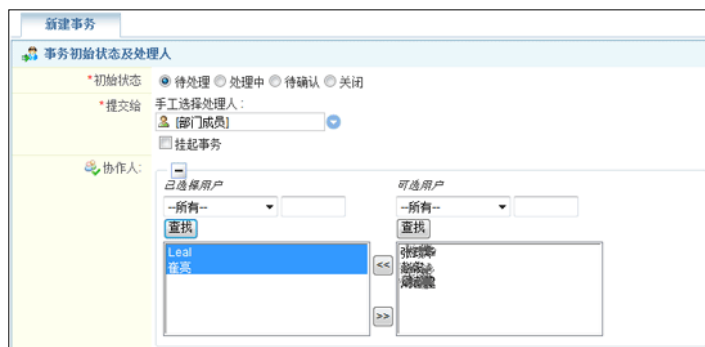 新建事务
事务初始状态及处理人
*初始状态 待处理 处理中 待确认 关闭
*提交给 手工选择处理人:
[部门成员]
挂起事务
协作人:
已选择用户 可选用户
--所有-- --所有--
查找 查找
Leal
崔亮
<<
>>